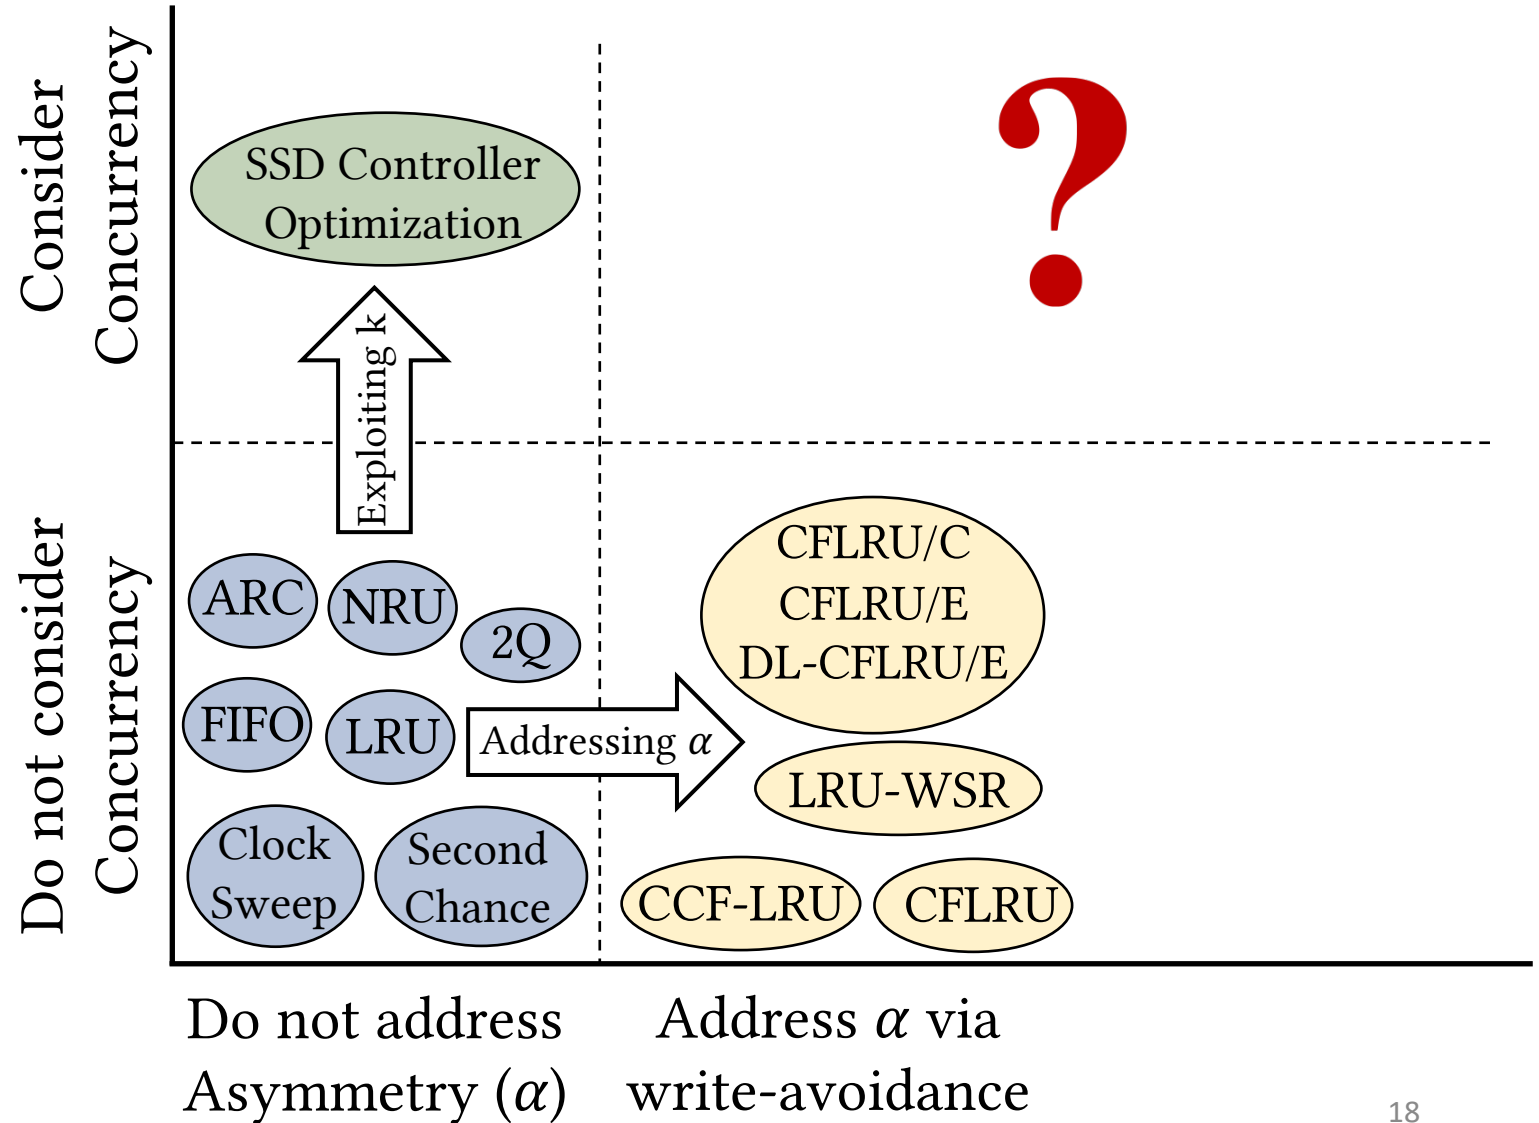 Consider
Concurrency
?
SSD Controller
Optimization
Exploiting k
Do not consider
Concurrency
ARC
NRU
2Q
FIFO
LRU
Clock
Sweep
Second
Chance
Addressing α
CFLRU/C
CFLRU/E
DL-CFLRU/E
LRU-WSR
CCF-LRU
CFLRU
Do not address
Asymmetry (α)
Address α via
write-avoidance
18